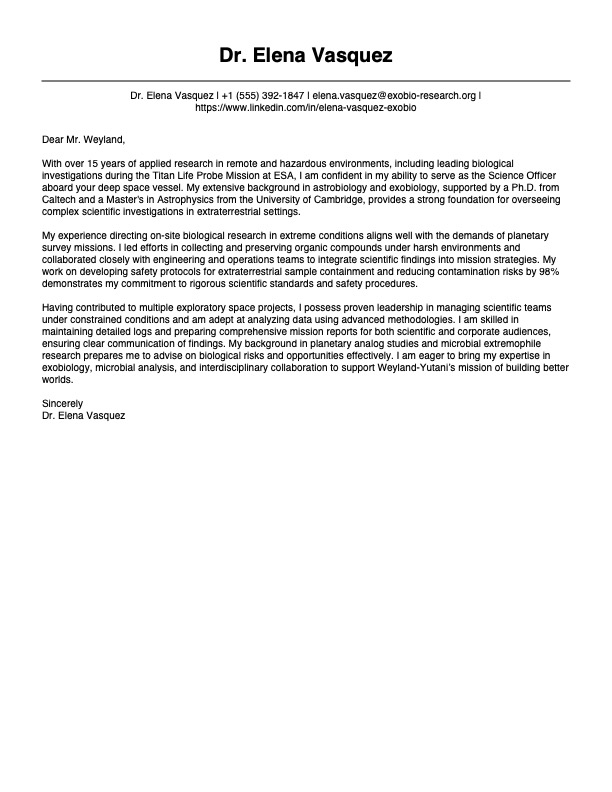 Dr. Elena Vasquez
Dr. Elena Vasquez | +1 (555) 392-1847 | elena.vasquez@exobio-research.org |
https://www.linkedin.com/in/elena-vasquez-exobio
Dear Mr. Weyland,
With over 15 years of applied research in remote and hazardous environments, including leading biological
investigations during the Titan Life Probe Mission at ESA, I am confident in my ability to serve as the Science Officer
aboard your deep space vessel. My extensive background in astrobiology and exobiology, supported by a Ph.D. from
Caltech and a Master's in Astrophysics from the University of Cambridge, provides a strong foundation for overseeing
complex scientific investigations in extraterrestrial settings.
My experience directing on-site biological research in extreme conditions aligns well with the demands of planetary
survey missions. I led efforts in collecting and preserving organic compounds under harsh environments and
collaborated closely with engineering and operations teams to integrate scientific findings into mission strategies. My
work on developing safety protocols for extraterrestrial sample containment and reducing contamination risks by 98%
demonstrates my commitment to rigorous scientific standards and safety procedures.
Having contributed to multiple exploratory space projects, I possess proven leadership in managing scientific teams
under constrained conditions and am adept at analyzing data using advanced methodologies. I am skilled in
maintaining detailed logs and preparing comprehensive mission reports for both scientific and corporate audiences,
ensuring clear communication of findings. My background in planetary analog studies and microbial extremophile
research prepares me to advise on biological risks and opportunities effectively. I am eager to bring my expertise in
exobiology, microbial analysis, and interdisciplinary collaboration to support Weyland-Yutani's mission of building better
worlds.
Sincerely
Dr. Elena Vasquez